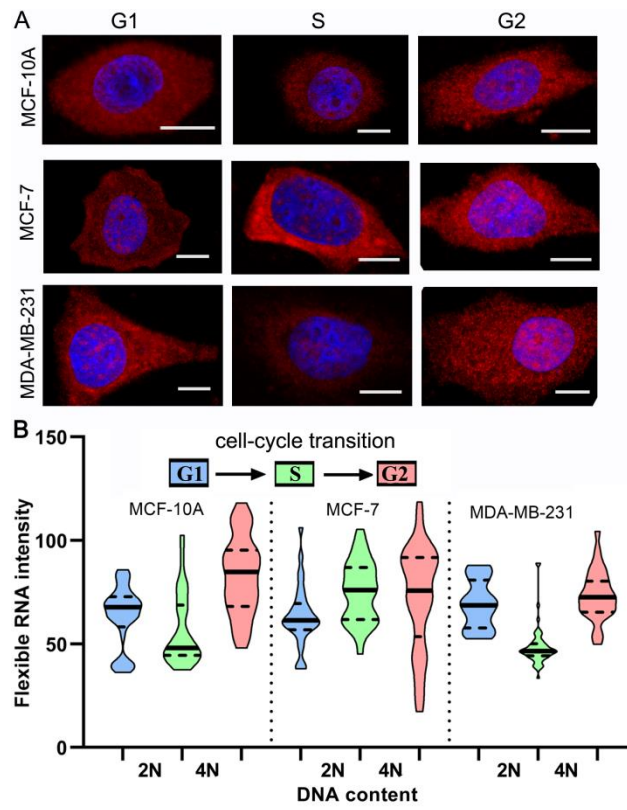 A
G1 S G2
MCF-10A
MCF-7
MDA-MB-231
B
150
cell-cycle transition
G1 S G2
MCF-10A MCF-7 MDA-MB-231
100
50
0
Flexible RNA intensity
2N 4N 2N 4N 2N 4N
DNA content